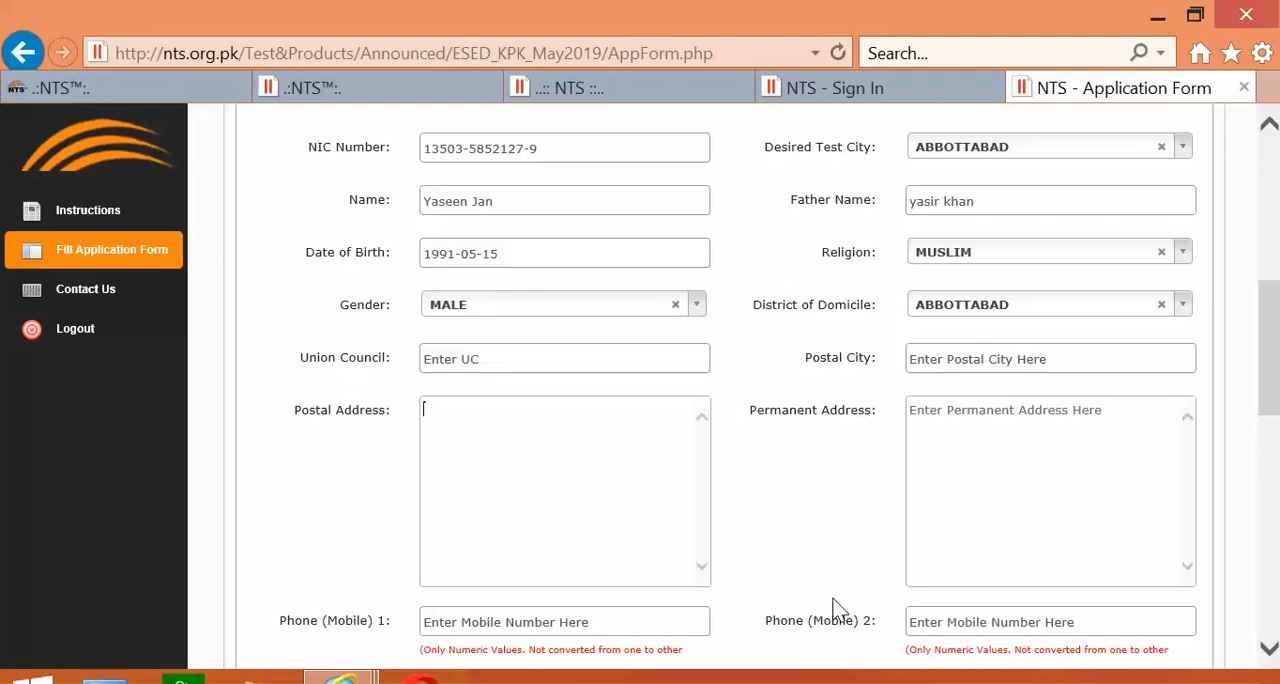 http://nts.org.pk/Test&Products/Announced/ESED_KPK_May2019/AppForm.php
Search...
NTS .:NTS™:.
.:NTS™:.
..:: NTS ::..
NTS - Sign In
NTS - Application Form
NIC Number: 13503-5852127-9 Desired Test City: ABBOTTABAD
Instructions
Name: Yaseen Jan Father Name: yasir khan
Fill Application Form
Date of Birth: 1991-05-15 Religion: MUSLIM
Contact Us
Gender: MALE District of Domicile: ABBOTTABAD
Logout
Union Council: Enter UC Postal City: Enter Postal City Here
Postal Address: Permanent Address: Enter Permanent Address Here
Phone (Mobile) 1: Enter Mobile Number Here Phone (Mobile) 2: Enter Mobile Number Here
(Only Numeric Values. Not converted from one to other (Only Numeric Values. Not converted from one to other